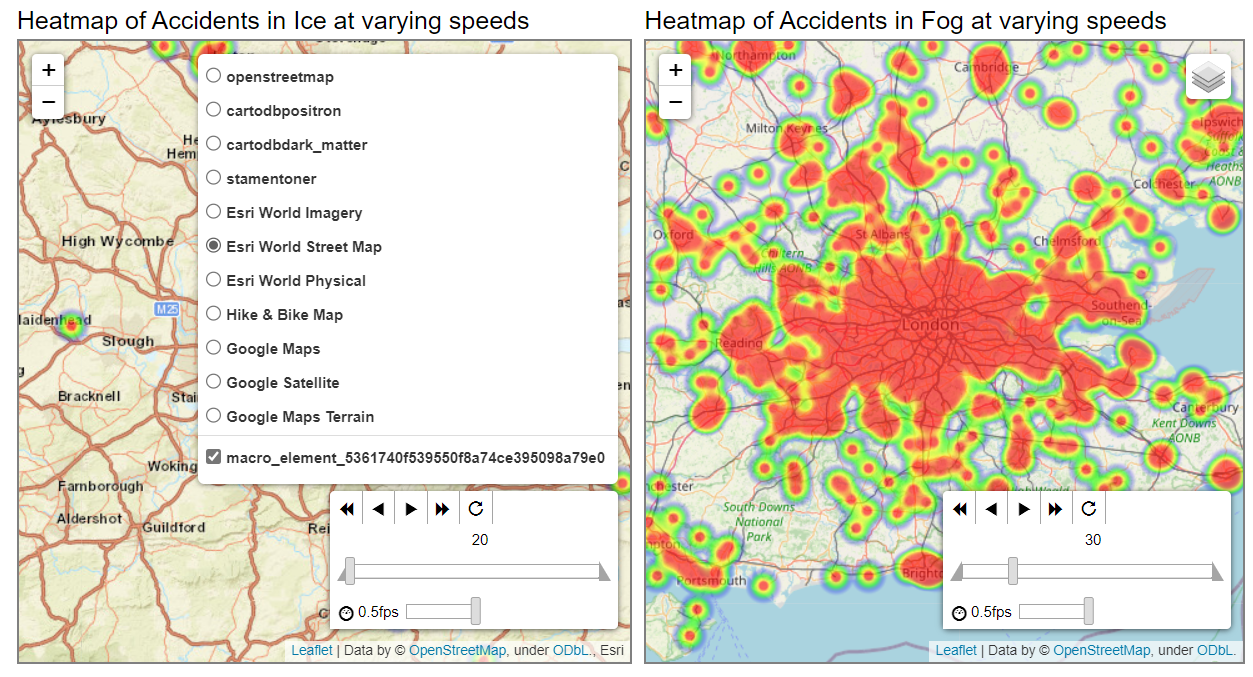 Heatmap of Accidents in Ice at varying speeds
+
−
Aylesbury
Hem
High Wycombe
M25
laidenhead
Slough
Bracknell
Stai
Woking
Farnborough
Aldershot
Guildford
Rei
openstreetmap
cartodbpositron
cartodbdark_matter
stamentoner
Esri World Imagery
Esri World Street Map
Esri World Physical
Hike & Bike Map
Google Maps
Google Satellite
Google Maps Terrain
macro_element_5361740f539550f8a74ce395098a79e0
20
0.5fps
Leaflet | Data by © OpenStreetMap, under ODbL., Esri
Heatmap of Accidents in Fog at varying speeds
+
−
Northampton
Cambridge
Milton Keynes
Ipswich
Suffolk
Coast &
Heaths
AONB
Colchester
Oxford
St Albans
Chelmsford
Chiltern
Hills AONB
Southend-
on-Sea
London
Reading
Canterbury
Kent Downs
AONB
nchester
South Downs
National
Park
Portsmouth
Brighto
30
0.5fps
Leaflet | Data by © OpenStreetMap, under ODbL.